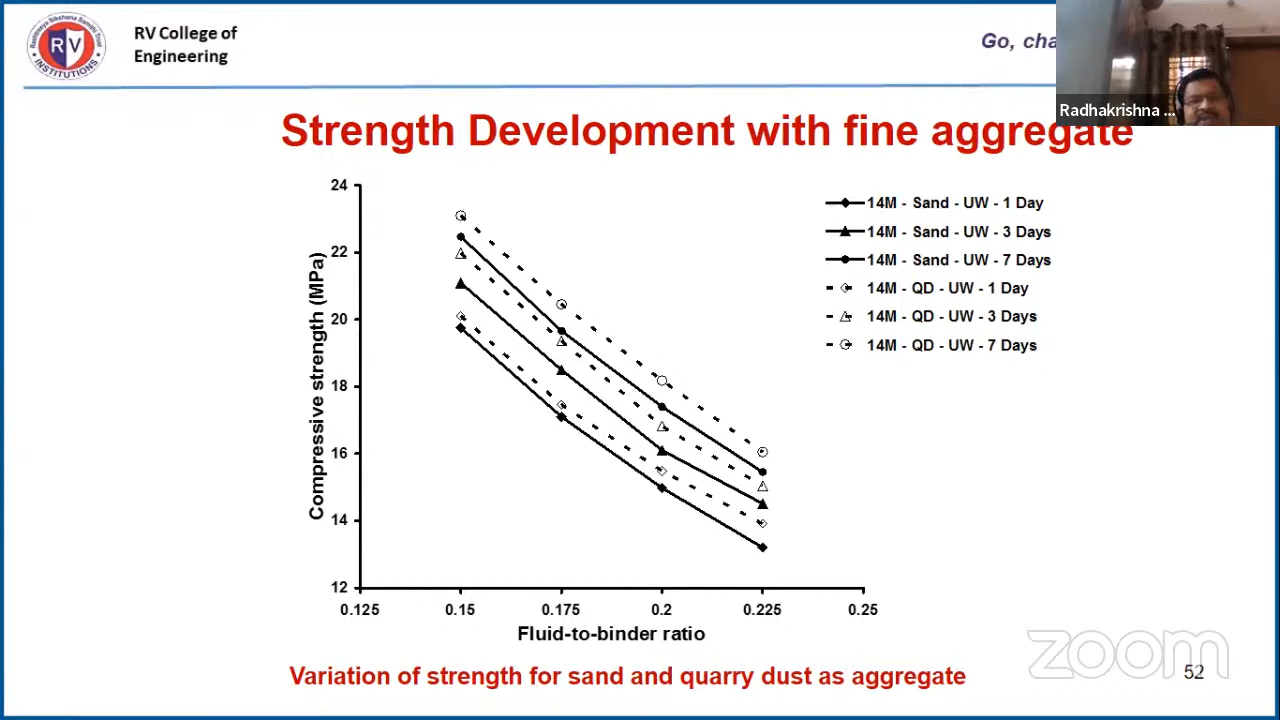 RV College of
Engineering
Go, cha
Radhakrishna ...
RV
INSTITUTIONS
Strength Development with fine aggregate
24
22
20
18
16
14
12
Compressive strength (MPa)
0.125 0.15 0.175 0.2 0.225 0.25
Fluid-to-binder ratio
14M - Sand - UW - 1 Day
14M - Sand - UW - 3 Days
14M - Sand - UW - 7 Days
14M - QD - UW - 1 Day
14M - QD - UW - 3 Days
14M - QD - UW - 7 Days
Variation of strength for sand and quarry dust as aggregate
zoom
52